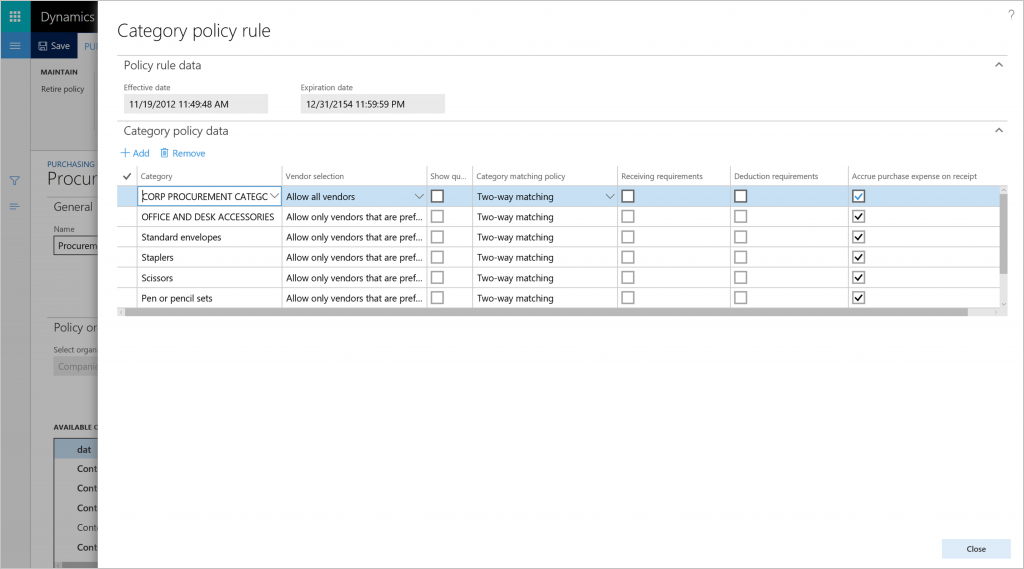 Dynamics
?
Category policy rule
Save
PU
Policy rule data
MAINTAIN
Retire policy
Effective date
Expiration date
11/19/2012 11:49:48 AM
12/31/2154 11:59:59 PM
Category policy data
+ Add
Remove
PURCHASING
Procur
General
Name
Procurem
Category
Vendor selection
Show qu...
Category matching policy
Receiving requirements
Deduction requirements
Accrue purchase expense on receipt
CORP PROCUREMENT CATEGO
Allow all vendors
Two-way matching
OFFICE AND DESK ACCESSORIES
Allow only vendors that are pref...
Two-way matching
Standard envelopes
Allow only vendors that are pref...
Two-way matching
Staplers
Allow only vendors that are pref...
Two-way matching
Scissors
Allow only vendors that are pref...
Two-way matching
Pen or pencil sets
Allow only vendors that are pref...
Two-way matching
Policy or
Select organ
Companie
AVAILABLE O
dat
Cont
Cont
Cont
Cont
Close